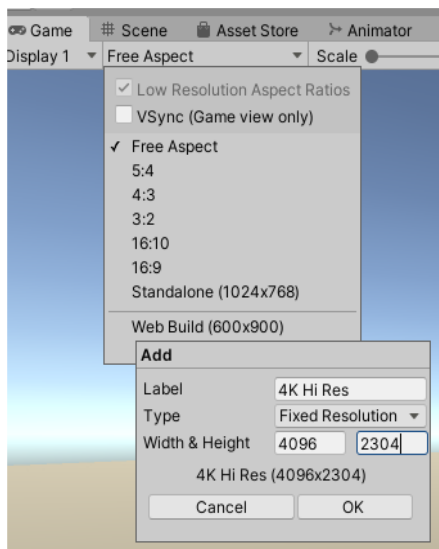 Game Scene Asset Store Animator
Display 1 Free Aspect Scale
Low Resolution Aspect Ratios
VSync (Game view only)
Free Aspect
5:4
4:3
3:2
16:10
16:9
Standalone (1024x768)
Web Build (600x900)
Add
Label 4K Hi Res
Type Fixed Resolution
Width & Height 4096 2304
4K Hi Res (4096x2304)
Cancel OK